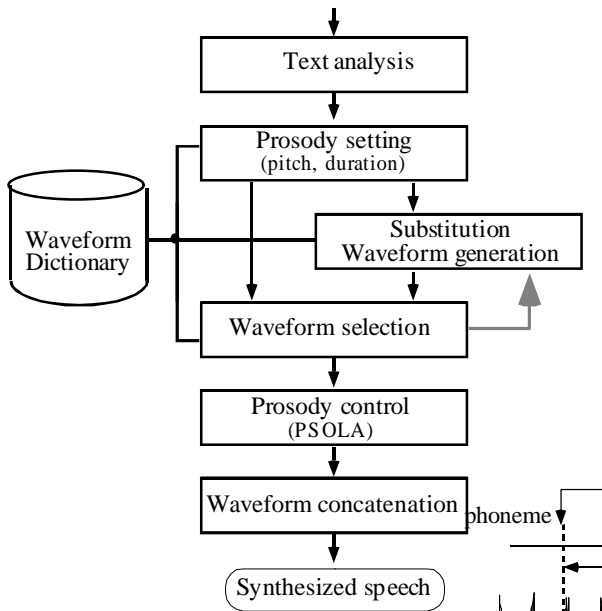 Text analysis
Prosody setting
(pitch, duration)
Waveform
Dictionary
Substitution
Waveform generation
Waveform selection
Prosody control
(PSOLA)
Waveform concatenation
phoneme
Synthesized speech